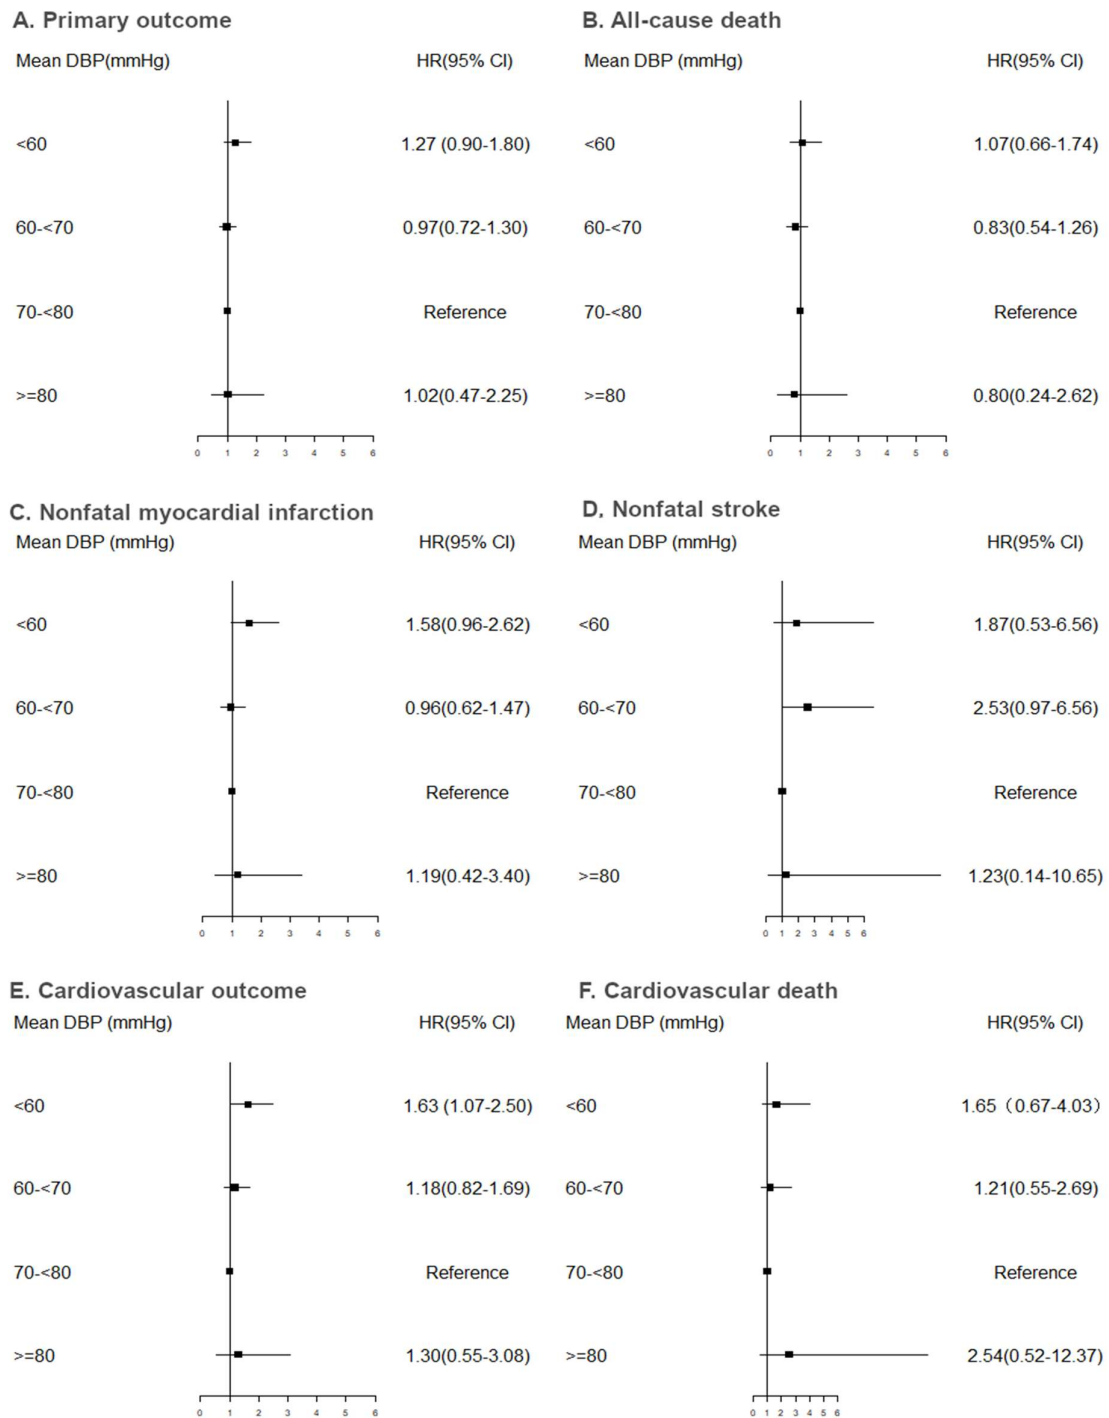 A. Primary outcome
Mean DBP(mmHg) HR(95% CI)
<60 1.27 (0.90-1.80)
60-<70 0.97(0.72-1.30)
70-<80 Reference
>=80 1.02(0.47-2.25)
0 1 2 3 4 5 6
B. All-cause death
Mean DBP (mmHg) HR(95% CI)
<60 1.07(0.66-1.74)
60-<70 0.83(0.54-1.26)
70-<80 Reference
>=80 0.80(0.24-2.62)
0 1 2 3 4 5 6
C. Nonfatal myocardial infarction
Mean DBP (mmHg) HR(95% CI)
<60 1.58(0.96-2.62)
60-<70 0.96(0.62-1.47)
70-<80 Reference
>=80 1.19(0.42-3.40)
0 1 2 3 4 5 6
D. Nonfatal stroke
Mean DBP (mmHg) HR(95% CI)
<60 1.87(0.53-6.56)
60-<70 2.53(0.97-6.56)
70-<80 Reference
>=80 1.23(0.14-10.65)
0 1 2 3 4 5 6
E. Cardiovascular outcome
Mean DBP (mmHg) HR(95% CI)
<60 1.63 (1.07-2.50)
60-<70 1.18(0.82-1.69)
70-<80 Reference
>=80 1.30(0.55-3.08)
0 1 2 3 4 5 6
F. Cardiovascular death
Mean DBP (mmHg) HR(95% CI)
<60 1.65（0.67-4.03）
60-<70 1.21(0.55-2.69)
70-<80 Reference
>=80 2.54(0.52-12.37)
0 1 2 3 4 5 6